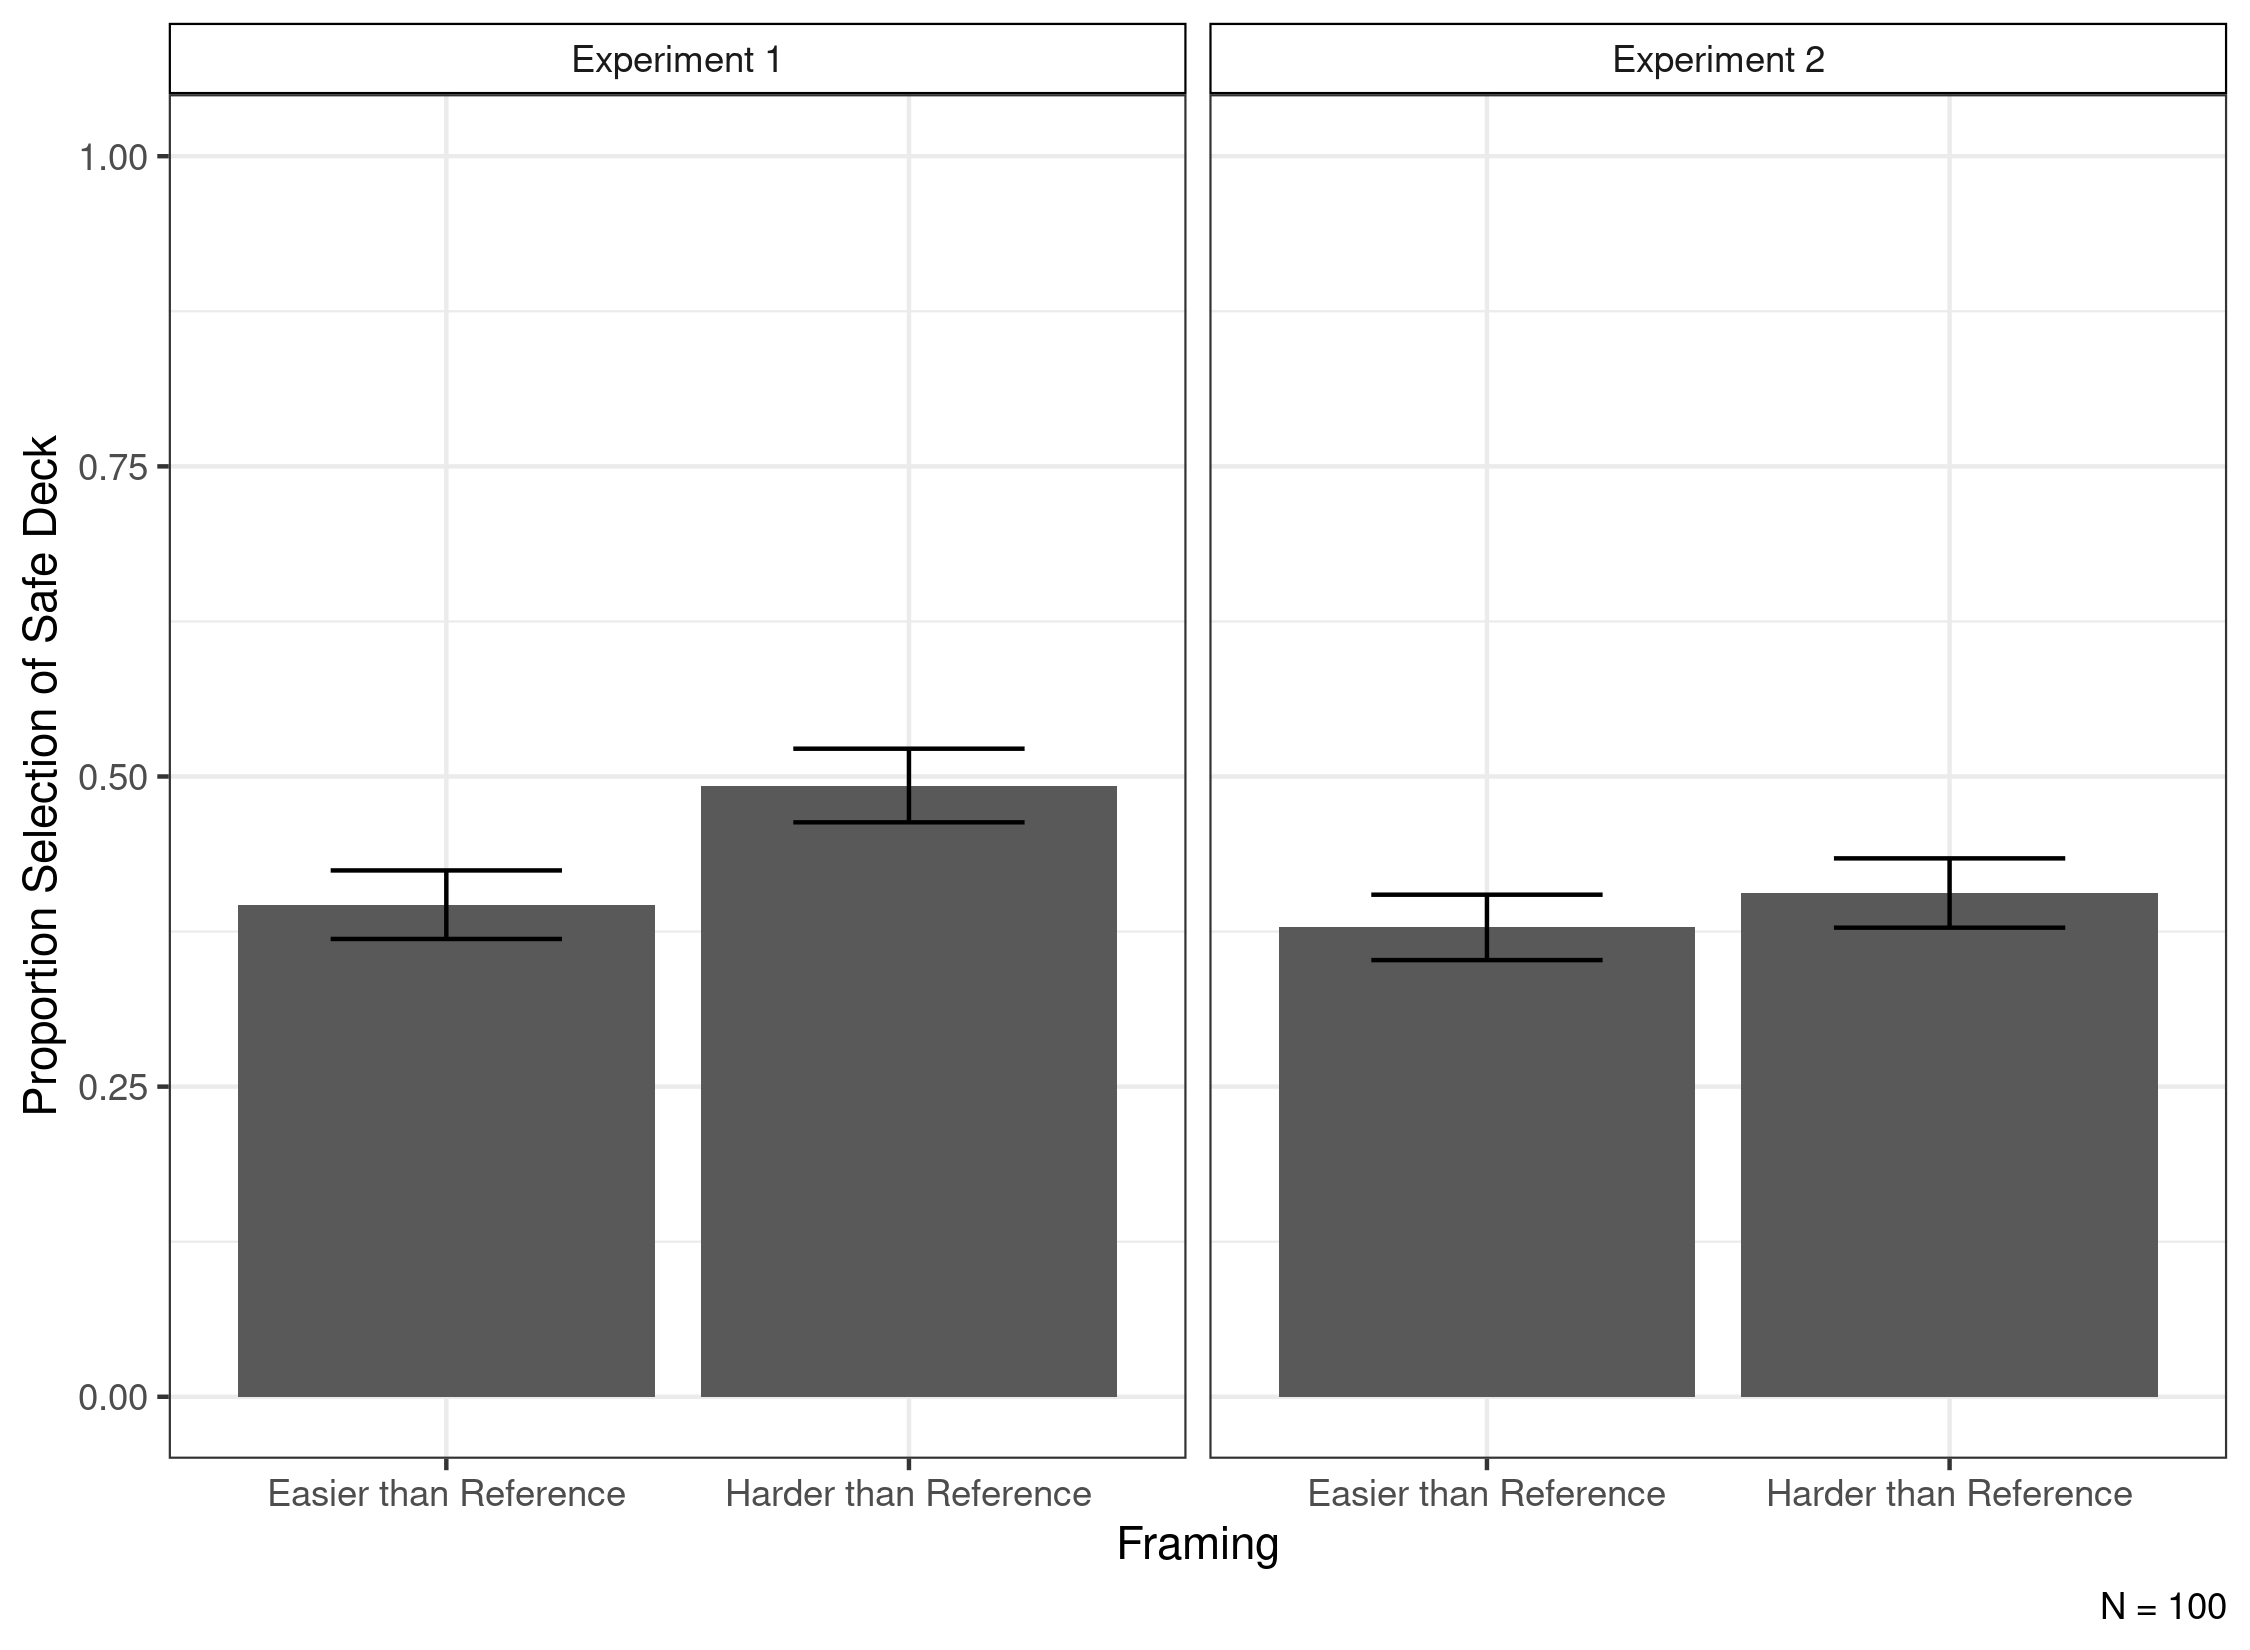 Experiment 1
Experiment 2
Proportion Selection of Safe Deck
1.00
0.75
0.50
0.25
0.00
Easier than Reference
Harder than Reference
Easier than Reference
Harder than Reference
Framing
N = 100